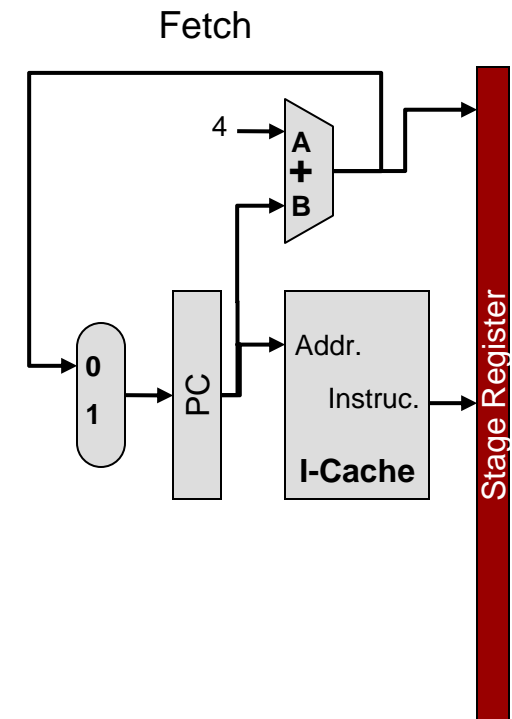 Fetch
4
A
+
B
0
1
PC
Addr.
Instruc.
I-Cache
Stage Register